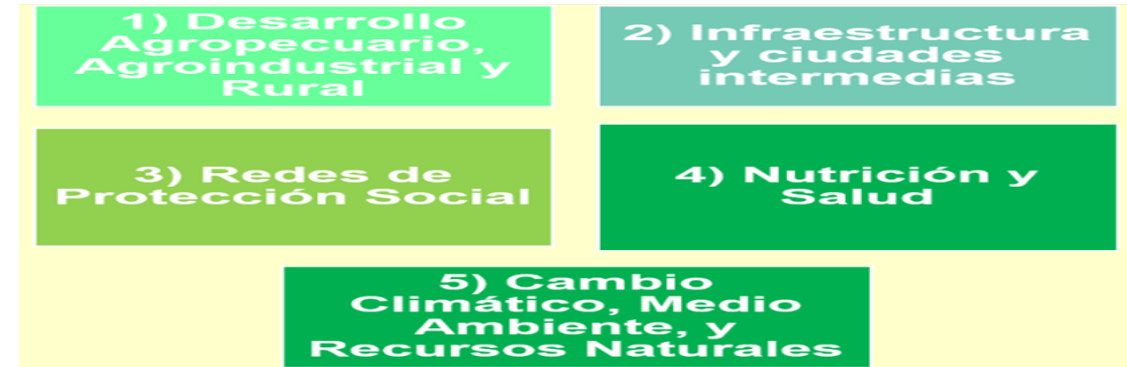 1) Desarrollo
Agropecuario,
Agroindustrial y
Rural
2) Infraestructura
y ciudades
intermedias
3) Redes de
Protección Social
4) Nutrición y
Salud
5) Cambio
Climático, Medio
Ambiente, y
Recursos Naturales